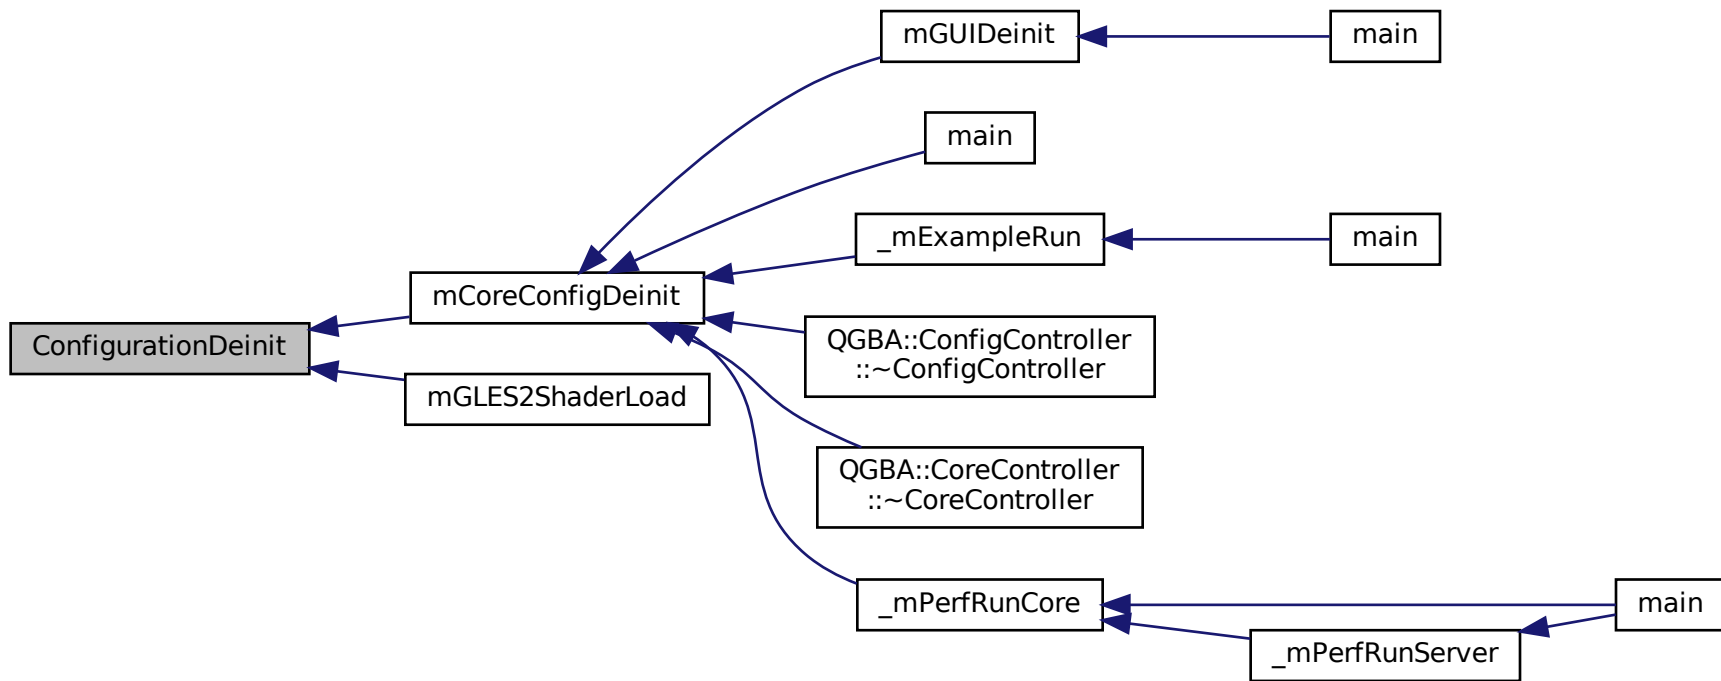 mGUIDeinit
main
main
_mExampleRun
main
mCoreConfigDeinit
ConfigurationDeinit
QGBA::ConfigController
::~ConfigController
mGLES2ShaderLoad
QGBA::CoreController
::~CoreController
_mPerfRunCore
main
_mPerfRunServer